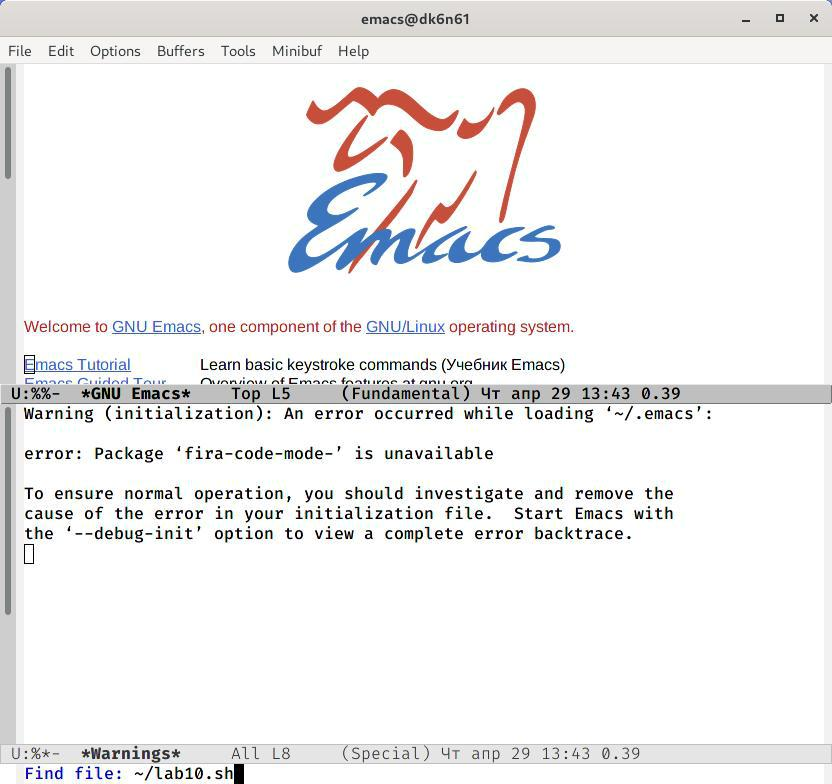 emacs@dk6n61
File Edit Options Buffers Tools Minibuf Help
Emacs
Welcome to GNU Emacs, one component of the GNU/Linux operating system.
Emacs Tutorial Learn basic keystroke commands (Учебник Emacs)
Emacs Guided Tour Overview of Emacs features at gnu.org
U:%%- *GNU Emacs* Top L5 (Fundamental) Чт апр 29 13:43 0.39
Warning (initialization): An error occurred while loading ‘~/.emacs’:
error: Package ‘fira-code-mode-’ is unavailable
To ensure normal operation, you should investigate and remove the
cause of the error in your initialization file. Start Emacs with
the ‘--debug-init’ option to view a complete error backtrace.
U:%*- *Warnings* All L8 (Special) Чт апр 29 13:43 0.39
Find file: ~/lab10.sh